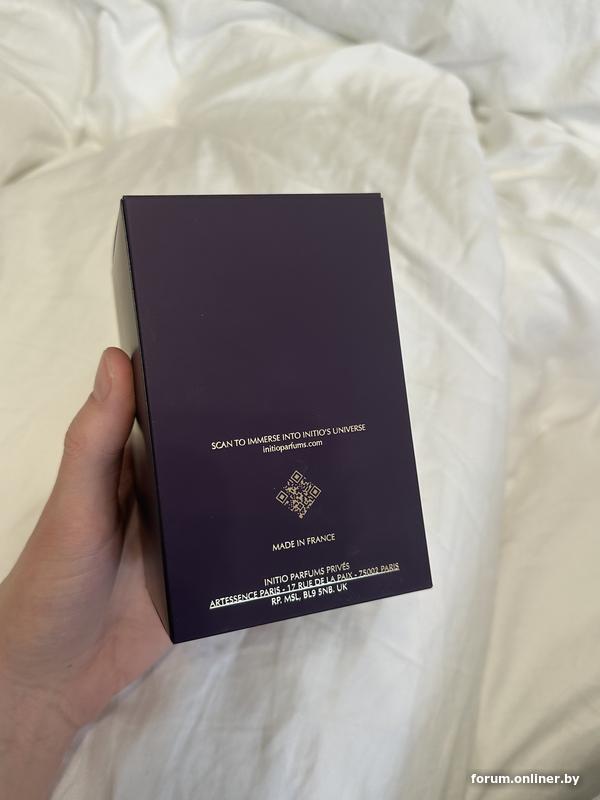 SCAN TO IMMERSE INTO INITIO'S UNIVERSE
initioparfums.com
MADE IN FRANCE
INITIO PARFUMS PRIVÉS
ARTESSENCE PARIS - 17 RUE DE LA PAIX - 75002 PARIS
RP. MSL, BL9 5NB. UK
forum.onliner.by